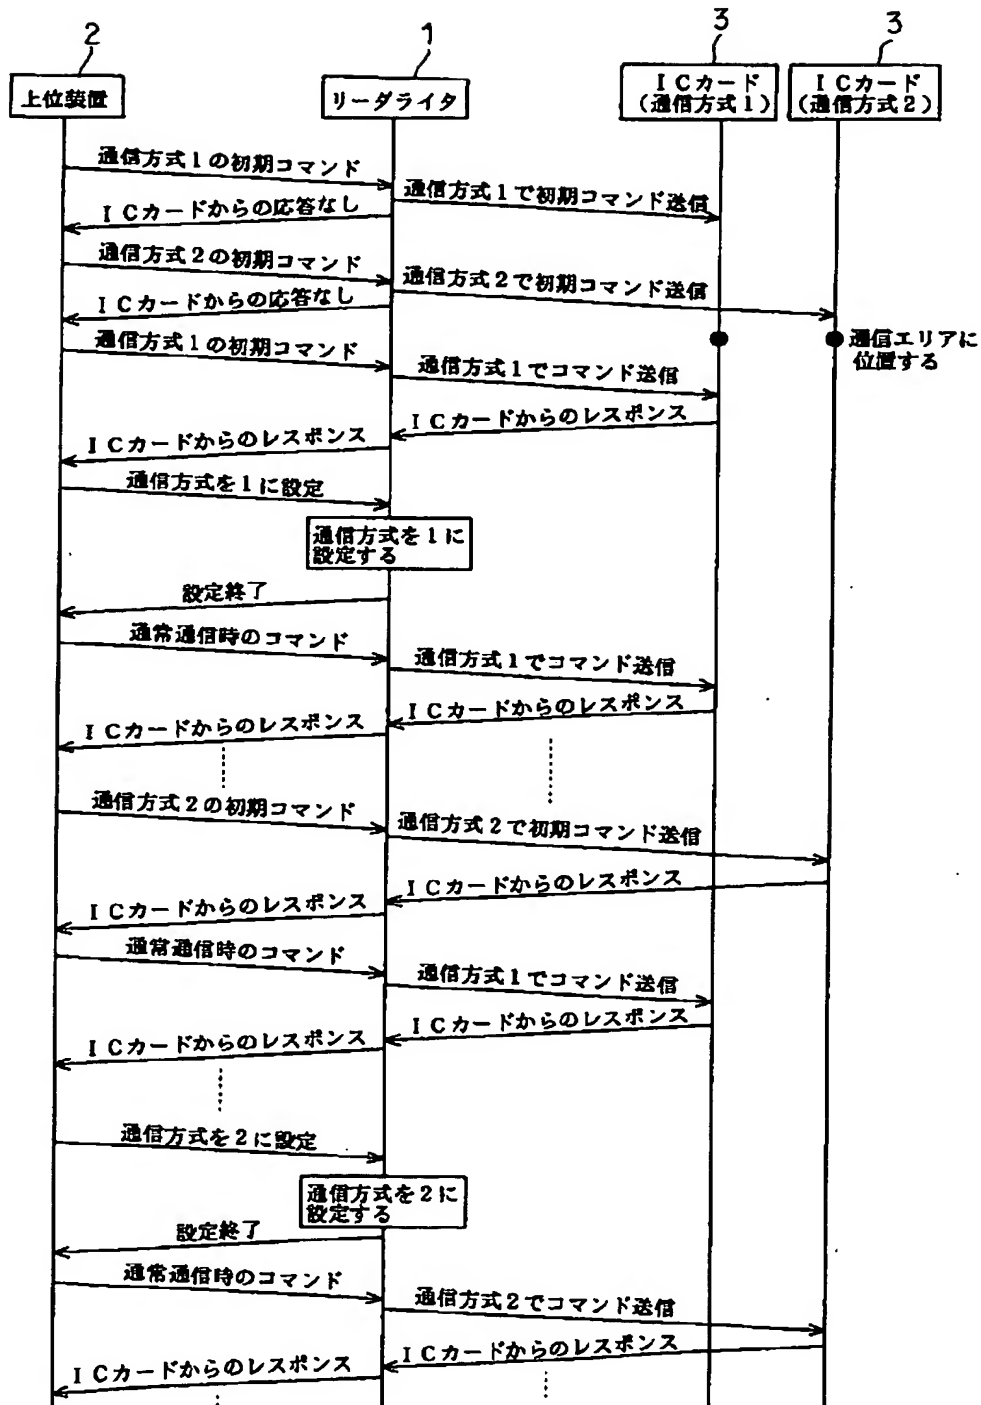 2
1
3
3
上位装置
リーダライタ
ICカード
(通信方式1)
ICカード
(通信方式2)
通信方式1の初期コマンド
通信方式1で初期コマンド送信
ICカードからの応答なし
通信方式2の初期コマンド
通信方式2で初期コマンド送信
ICカードからの応答なし
通信エリアに
位置する
通信方式1の初期コマンド
通信方式1でコマンド送信
ICカードからのレスポンス
ICカードからのレスポンス
通信方式を1に設定
通信方式を1に
設定する
設定終了
通常通信時のコマンド
通信方式1でコマンド送信
ICカードからのレスポンス
ICカードからのレスポンス
通信方式2の初期コマンド
通信方式2で初期コマンド送信
ICカードからのレスポンス
ICカードからのレスポンス
通常通信時のコマンド
通信方式1でコマンド送信
ICカードからのレスポンス
ICカードからのレスポンス
通信方式を2に設定
通信方式を2に
設定する
設定終了
通常通信時のコマンド
通信方式2でコマンド送信
ICカードからのレスポンス
ICカードからのレスポンス